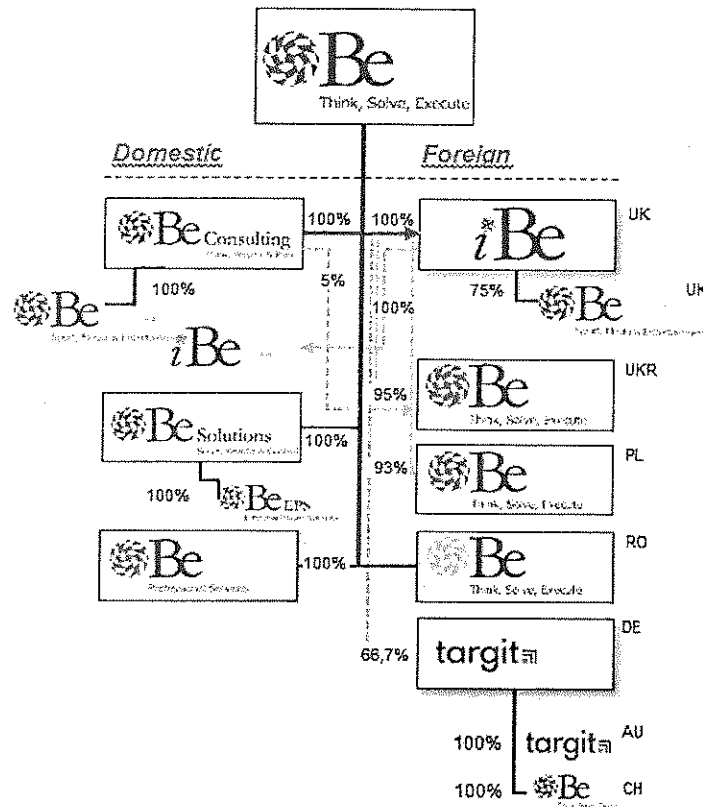 Be
Think, Solve, Execute
Domestic
Foreign
Be Consulting
100%
100%
iBe
UK
100%
5%
100%
75%
Be
Be
UK
iBe
95%
Be
Think, Solve, Execute
UKR
Be Solutions
100%
93%
Be
Think, Solve, Execute
PL
100%
Be EPS
Be
Professional Services
100%
Be
Think, Solve, Execute
RO
66,7%
targit
DE
100%
targit
AU
100%
Be
CH